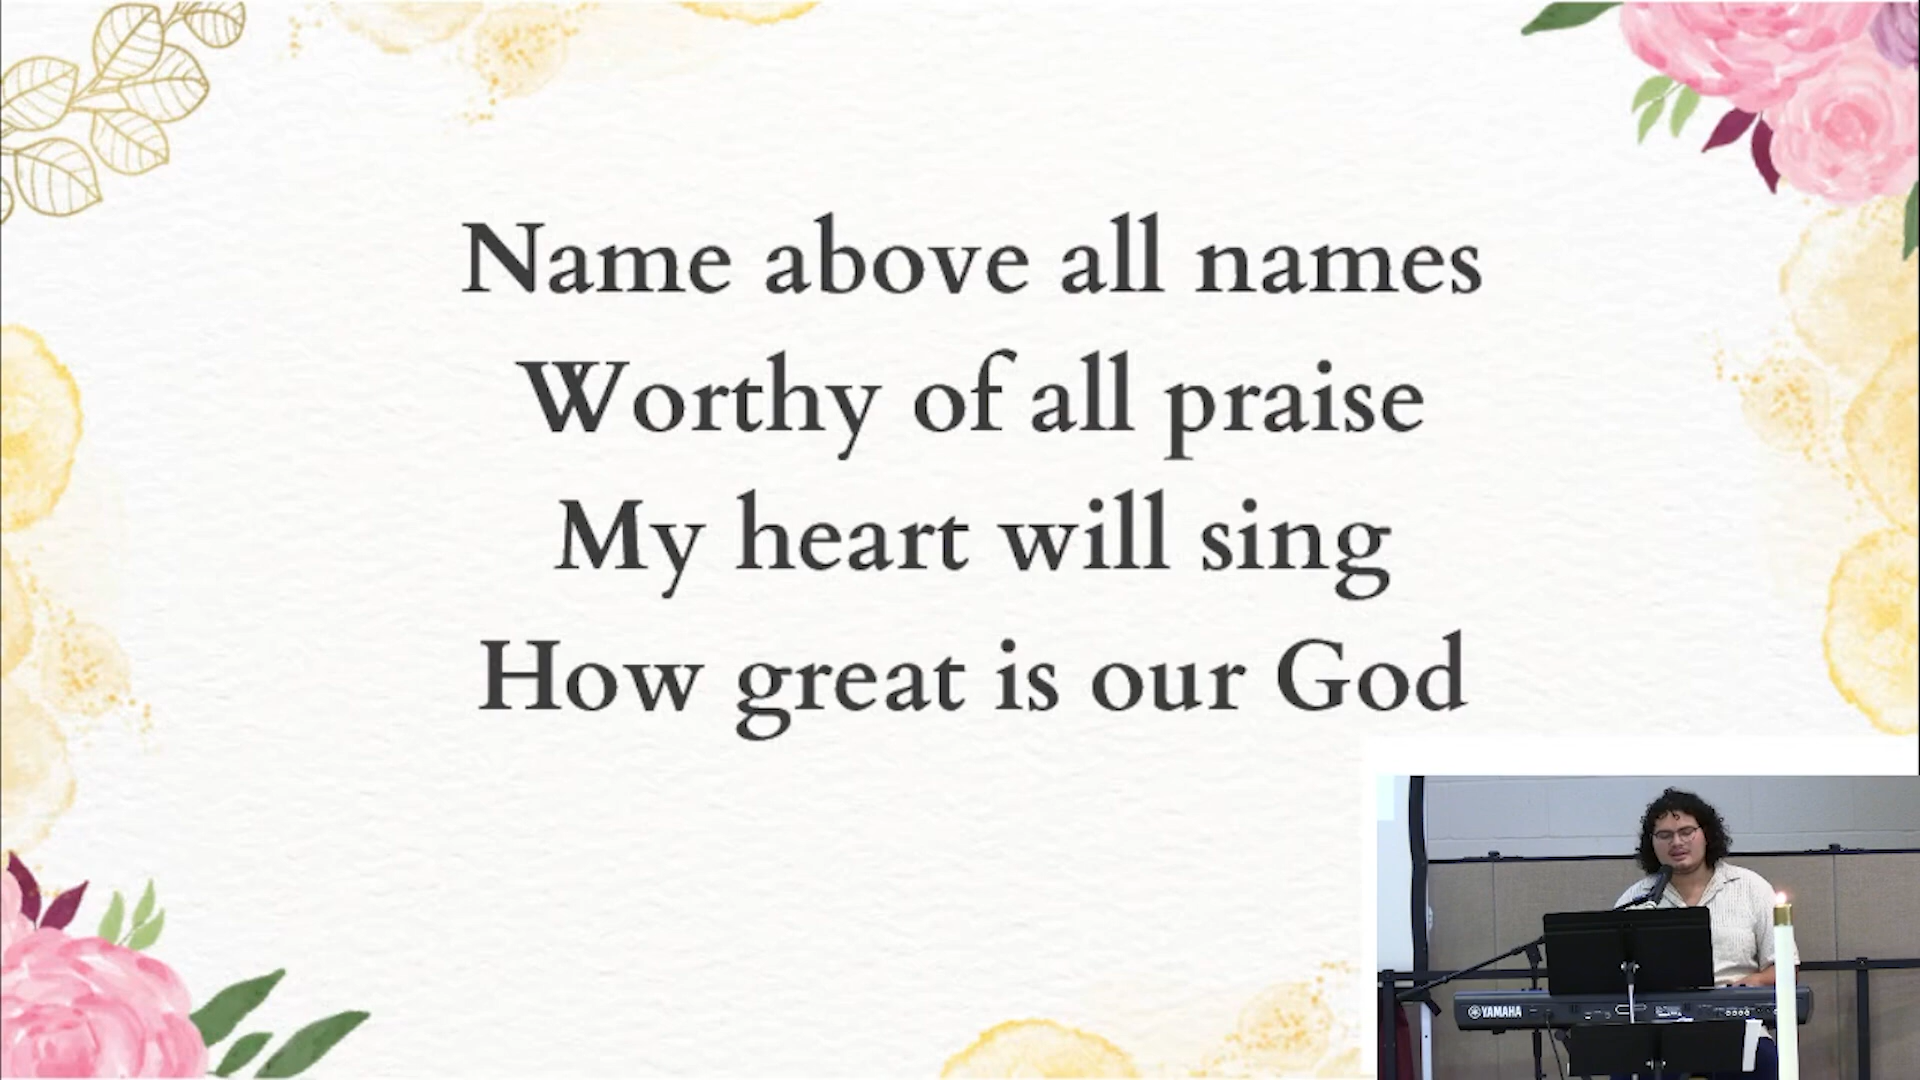 Name above all names
Worthy of all praise
My heart will sing
How great is our God
YAMAHA